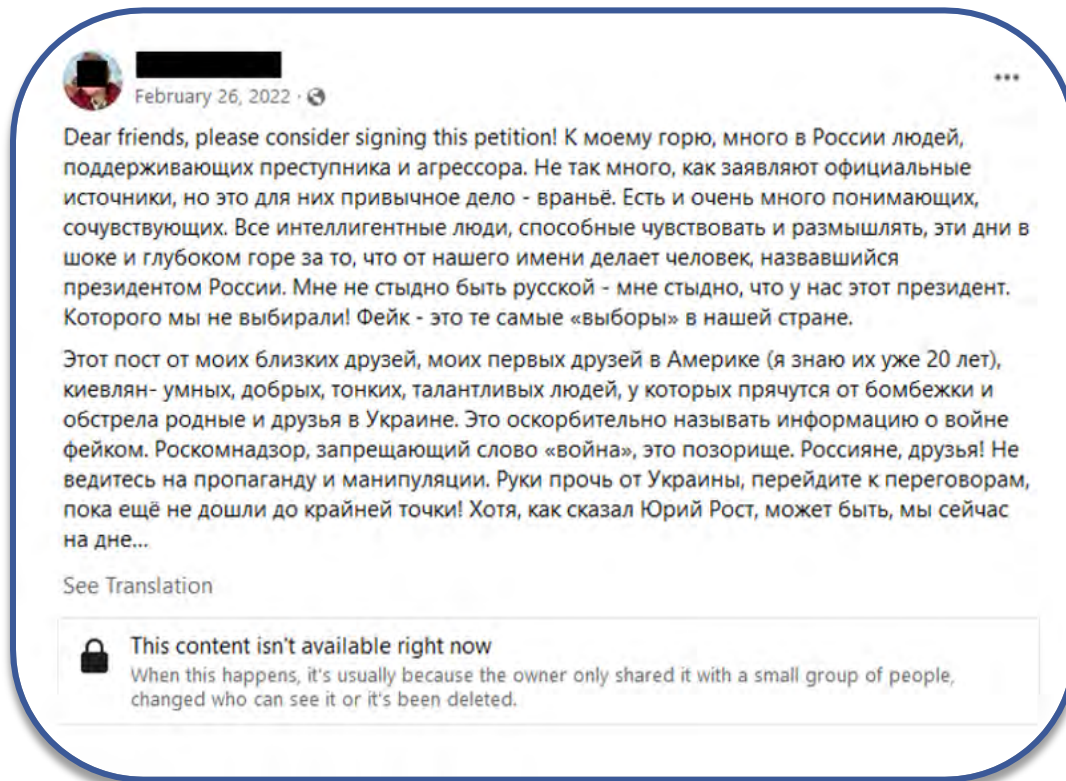 February 26, 2022 ·
Dear friends, please consider signing this petition! К моему горю, много в России людей,
поддерживающих преступника и агрессора. Не так много, как заявляют официальные
источники, но это для них привычное дело - враньё. Есть и очень много понимающих,
сочувствующих. Все интеллигентные люди, способные чувствовать и размышлять, эти дни в
шоке и глубоком горе за то, что от нашего имени делает человек, назвавшийся
президентом России. Мне не стыдно быть русской - мне стыдно, что у нас этот президент.
Которого мы не выбирали! Фейк - это те самые «выборы» в нашей стране.
Этот пост от моих близких друзей, моих первых друзей в Америке (я знаю их уже 20 лет),
киевлян- умных, добрых, тонких, талантливых людей, у которых прячутся от бомбежки и
обстрела родные и друзья в Украине. Это оскорбительно называть информацию о войне
фейком. Роскомнадзор, запрещающий слово «война», это позорище. Россияне, друзья! Не
ведитесь на пропаганду и манипуляции. Руки прочь от Украины, перейдите к переговорам,
пока ещё не дошли до крайней точки! Хотя, как сказал Юрий Рост, может быть, мы сейчас
на дне...
See Translation
This content isn't available right now
When this happens, it's usually because the owner only shared it with a small group of people,
changed who can see it or it's been deleted.